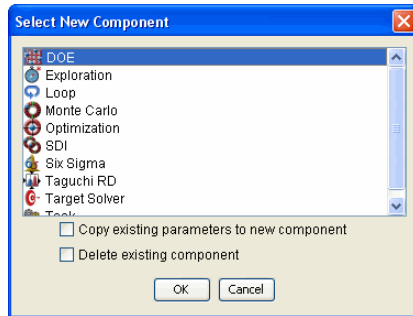 Select New Component
DOE
Exploration
Loop
Monte Carlo
Optimization
SDI
Six Sigma
Taguchi RD
Target Solver
Task
Copy existing parameters to new component
Delete existing component
OK
Cancel